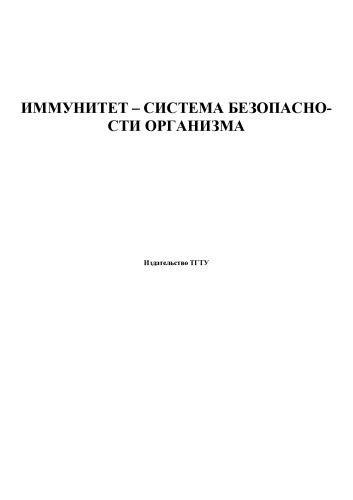 ИММУНИТЕТ – СИСТЕМА БЕЗОПАСНО-
СТИ ОРГАНИЗМА
Издательство ТГТУ